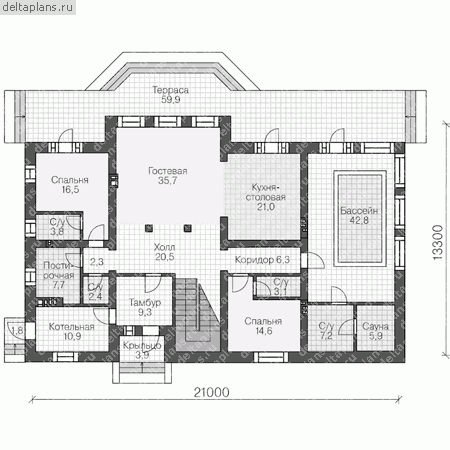 deltaplans.ru
Терраса
59,9
Спальня
16,5
Гостевая
35,7
Кухня-
столовая
21,0
Бассейн
42,8
С/у
3,8
Холл
20,5
Пости-
рочная
7,7
2,3
Коридор 6,3
С/у
2,4
Тамбур
9,3
С/у
3,1
1,8
Котельная
10,9
Крыльцо
3,9
Спальня
14,6
С/у
7,2
Сауна
5,9
13300
21000